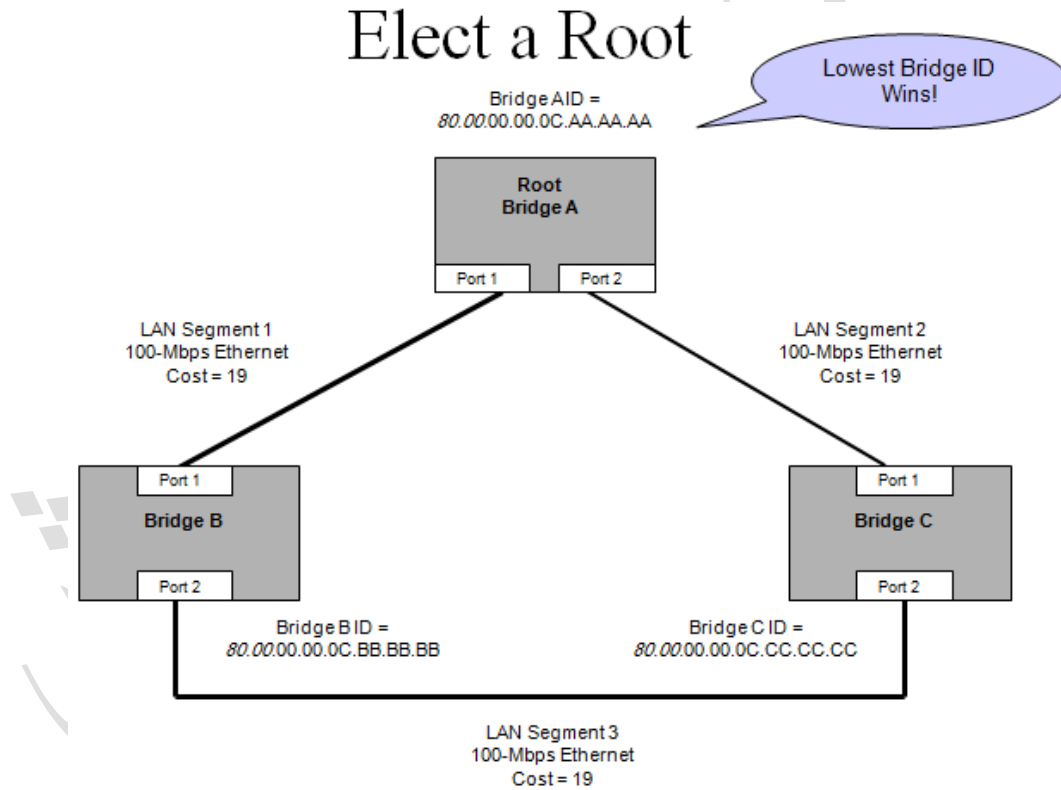 Elect a Root
Lowest Bridge ID
Wins!
Bridge A ID =
80.00.00.00.0C.AA.AA.AA
Root
Bridge A
Port 1
Port 2
LAN Segment 1
100-Mbps Ethernet
Cost = 19
LAN Segment 2
100-Mbps Ethernet
Cost = 19
Port 1
Bridge B
Port 2
Port 1
Bridge C
Port 2
Bridge B ID =
80.00.00.00.0C.BB.BB.BB
Bridge C ID =
80.00.00.00.0C.CC.CC.CC
LAN Segment 3
100-Mbps Ethernet
Cost = 19